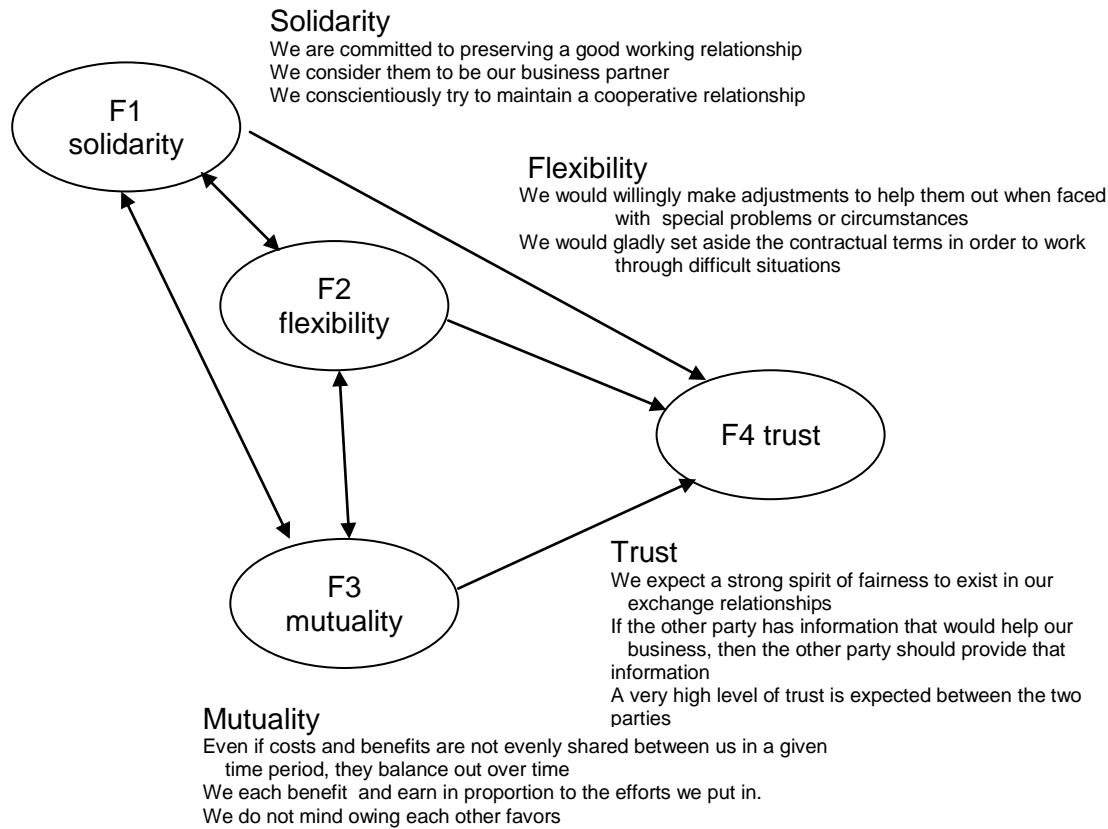 Solidarity
We are committed to preserving a good working relationship
We consider them to be our business partner
We conscientiously try to maintain a cooperative relationship
F1
solidarity
Flexibility
We would willingly make adjustments to help them out when faced
with special problems or circumstances
We would gladly set aside the contractual terms in order to work
through difficult situations
F2
flexibility
F4 trust
F3
mutuality
Trust
We expect a strong spirit of fairness to exist in our
exchange relationships
If the other party has information that would help our
business, then the other party should provide that
information
A very high level of trust is expected between the two
parties
Mutuality
Even if costs and benefits are not evenly shared between us in a given
time period, they balance out over time
We each benefit and earn in proportion to the efforts we put in.
We do not mind owing each other favors